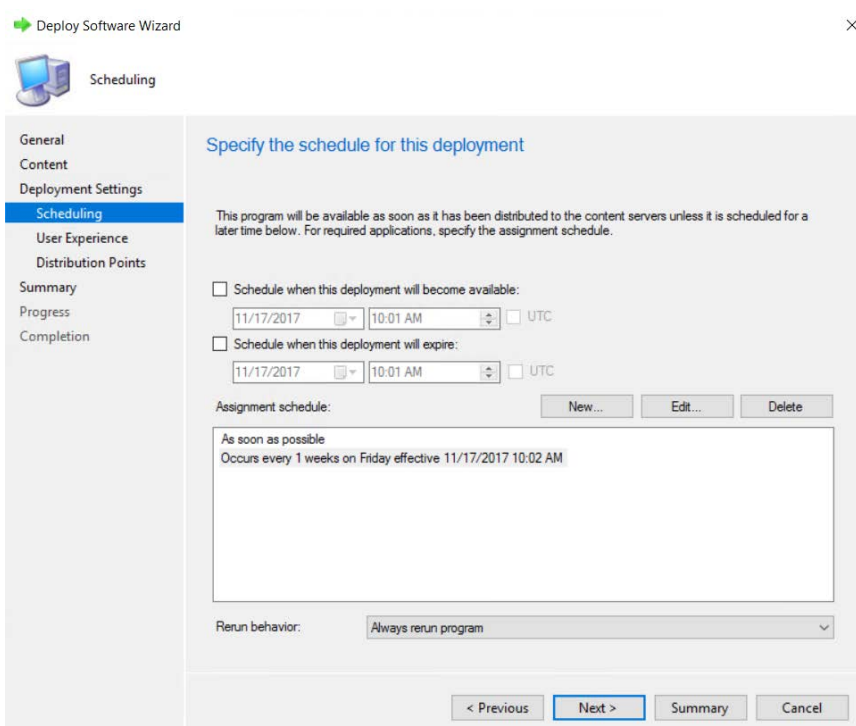 Deploy Software Wizard
Scheduling
General
Content
Deployment Settings
Scheduling
User Experience
Distribution Points
Summary
Progress
Completion
Specify the schedule for this deployment
This program will be available as soon as it has been distributed to the content servers unless it is scheduled for a
later time below. For required applications, specify the assignment schedule.
Schedule when this deployment will become available:
11/17/2017 10:01 AM UTC
Schedule when this deployment will expire:
11/17/2017 10:01 AM UTC
Assignment schedule: New... Edit... Delete
As soon as possible
Occurs every 1 weeks on Friday effective 11/17/2017 10:02 AM
Rerun behavior: Always rerun program
< Previous Next > Summary Cancel